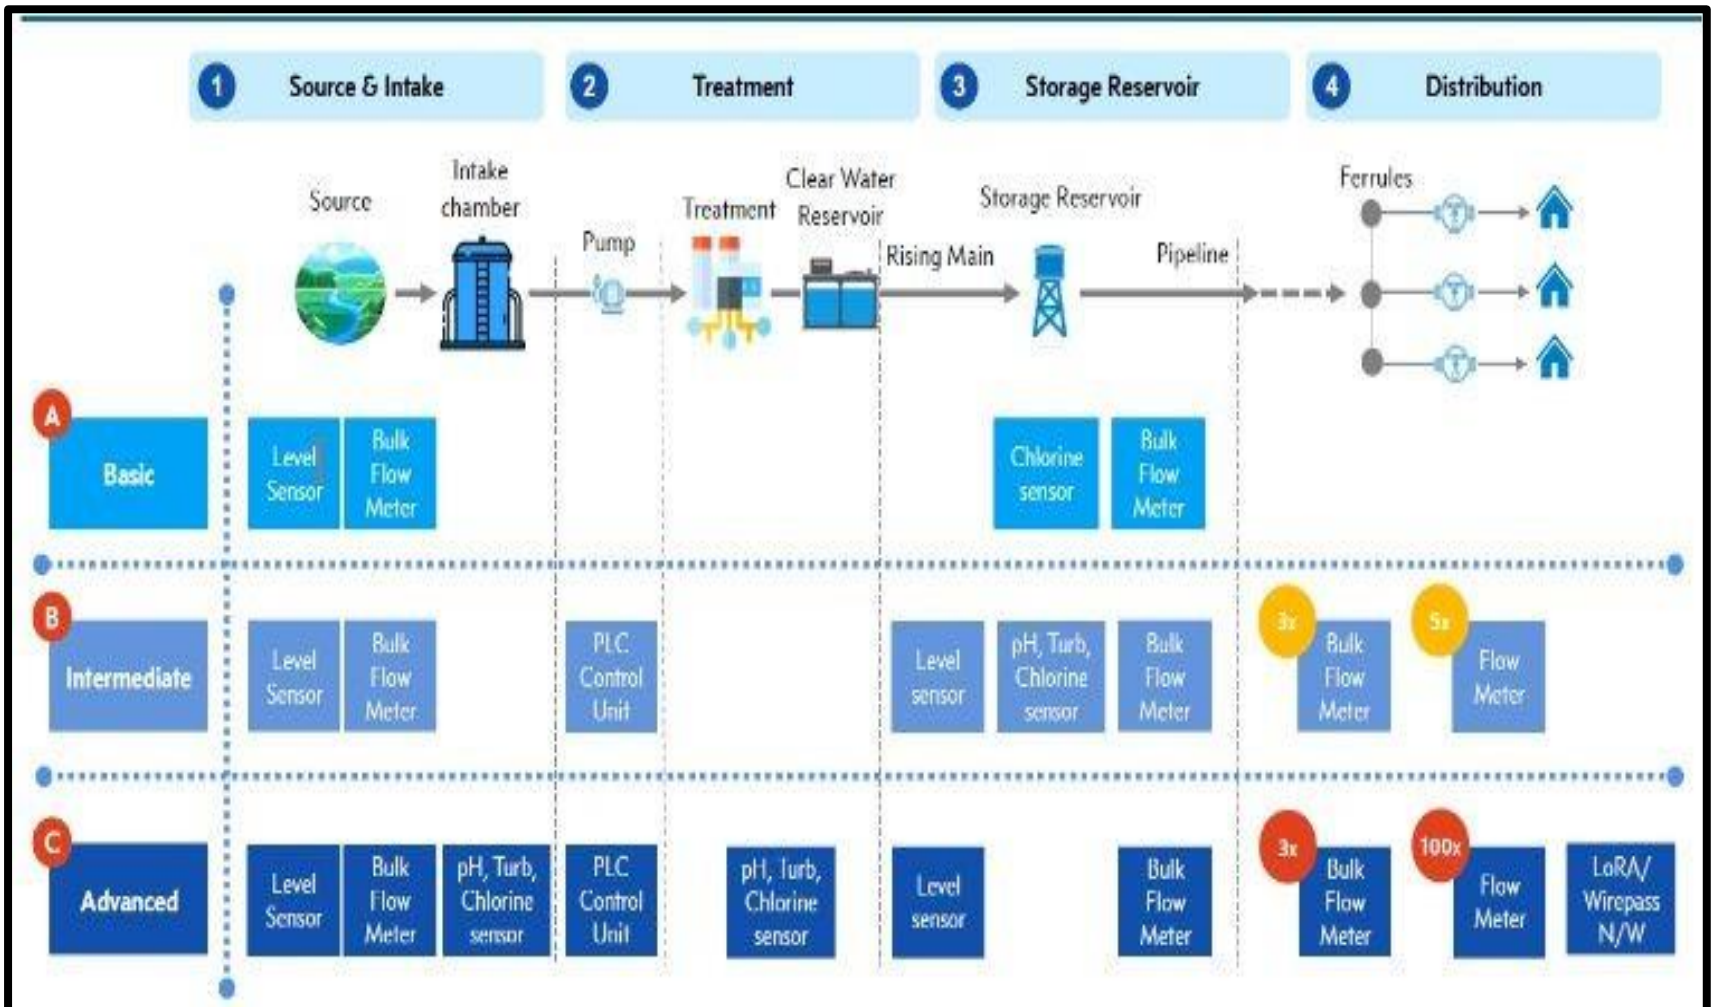 1 Source & Intake
2 Treatment
3 Storage Reservoir
4 Distribution
Source
Intake
chamber
Pump
Treatment
Clear Water
Reservoir
Rising Main
Storage Reservoir
Pipeline
Ferrules
A
Basic
Level
Sensor
Bulk
Flow
Meter
Chlorine
sensor
Bulk
Flow
Meter
B
Intermediate
Level
Sensor
Bulk
Flow
Meter
PLC
Control
Unit
Level
sensor
pH, Turb,
Chlorine
sensor
Bulk
Flow
Meter
3x
Bulk
Flow
Meter
5x
Flow
Meter
C
Advanced
Level
Sensor
Bulk
Flow
Meter
pH, Turb,
Chlorine
sensor
PLC
Control
Unit
pH, Turb,
Chlorine
sensor
Level
sensor
Bulk
Flow
Meter
3x
Bulk
Flow
Meter
100x
Flow
Meter
LoRA/
Wirepass
N/W